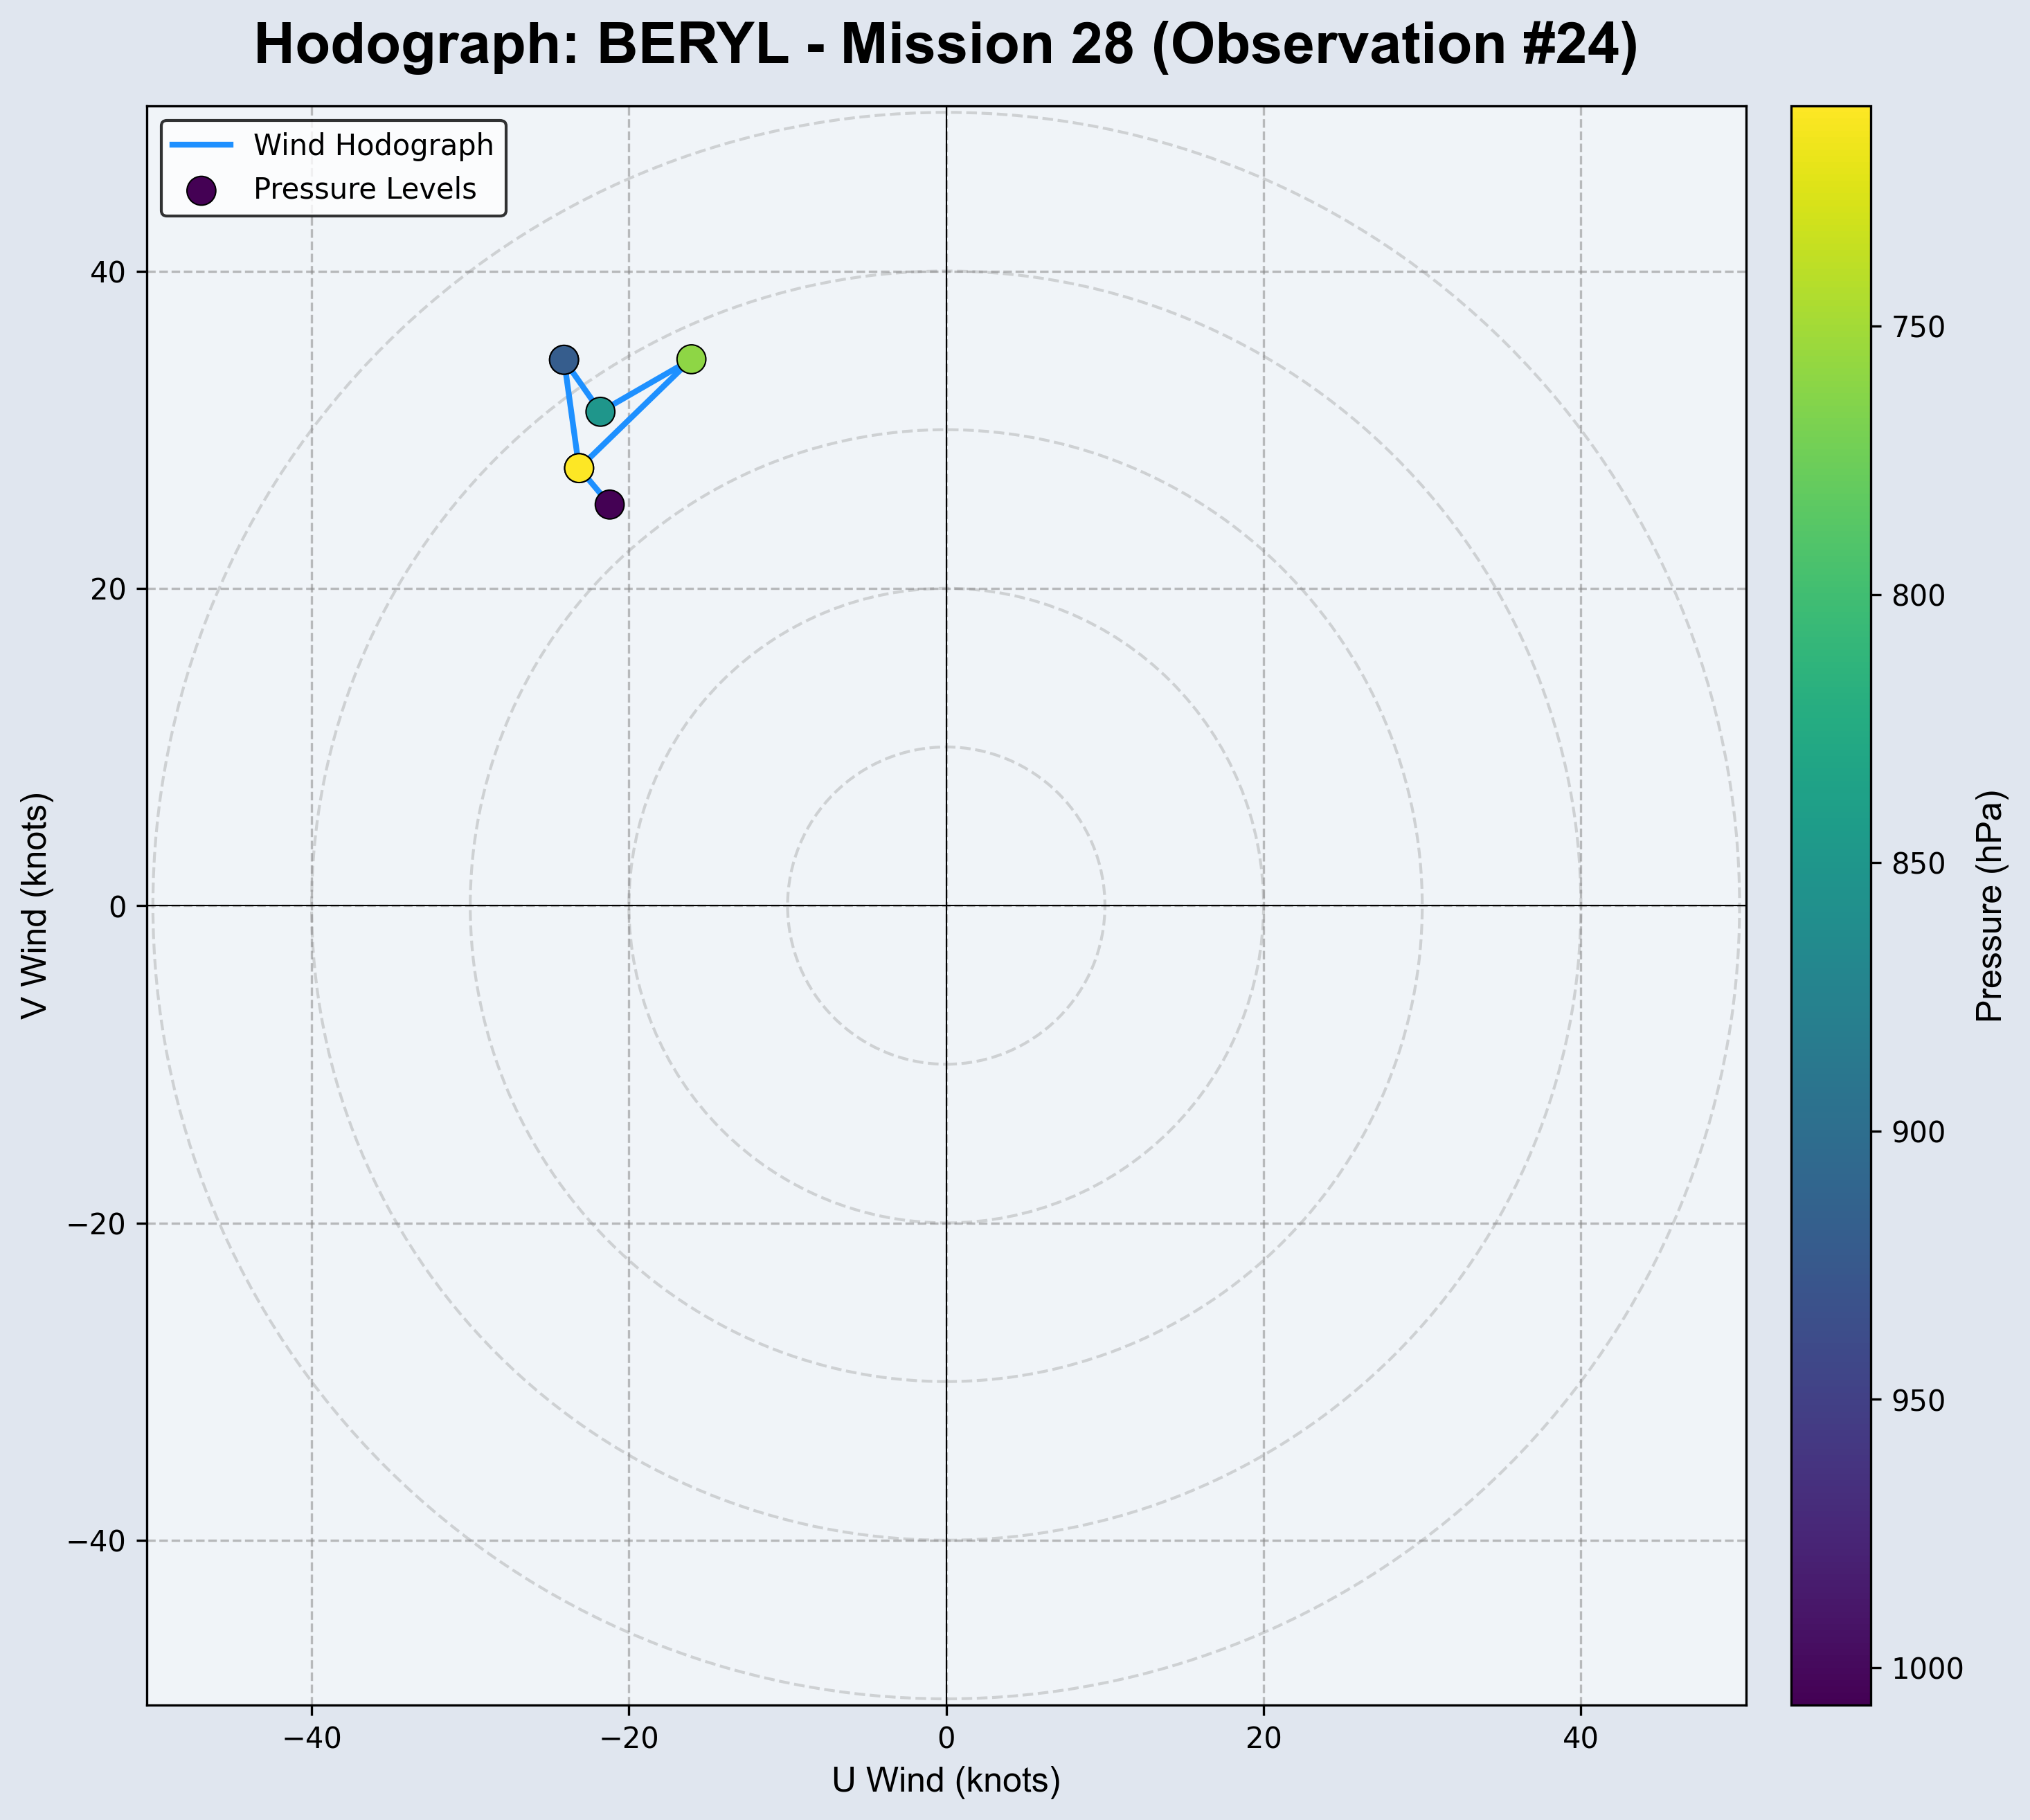 Hodograph: BERYL - Mission 28 (Observation #24)
Wind Hodograph
Pressure Levels
40
20
0
−20
−40
V Wind (knots)
−40
−20
0
20
40
U Wind (knots)
750
800
850
900
950
1000
Pressure (hPa)